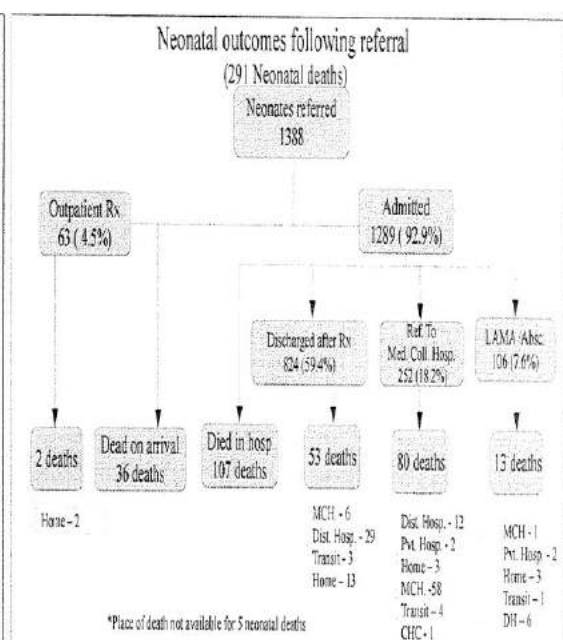 Neonatal outcomes following referral
(291 Neonatal deaths)
Neonates referred
1388
Outpatient Rx
63 ( 4.5%)
Admitted
1289 ( 92.9%)
Discharged after Rx
824 (59.4%)
Ref. To
Med. Coll. Hosp.
252 (18.2%)
LAMA /Absc.
106 (7.6%)
2 deaths
Dead on arrival
36 deaths
Died in hosp
107 deaths
53 deaths
80 deaths
13 deaths
Home – 2
MCH. - 6
Dist. Hosp. - 29
Transit - 3
Home - 13
Dist. Hosp. - 12
Pvt. Hosp. - 2
Home – 3
MCH. -58
Transit – 4
CHC - 1
MCH - 1
Pvt. Hosp - 2
Home – 3
Transit – 1
DH – 6
*Place of death not available for 5 neonatal deaths